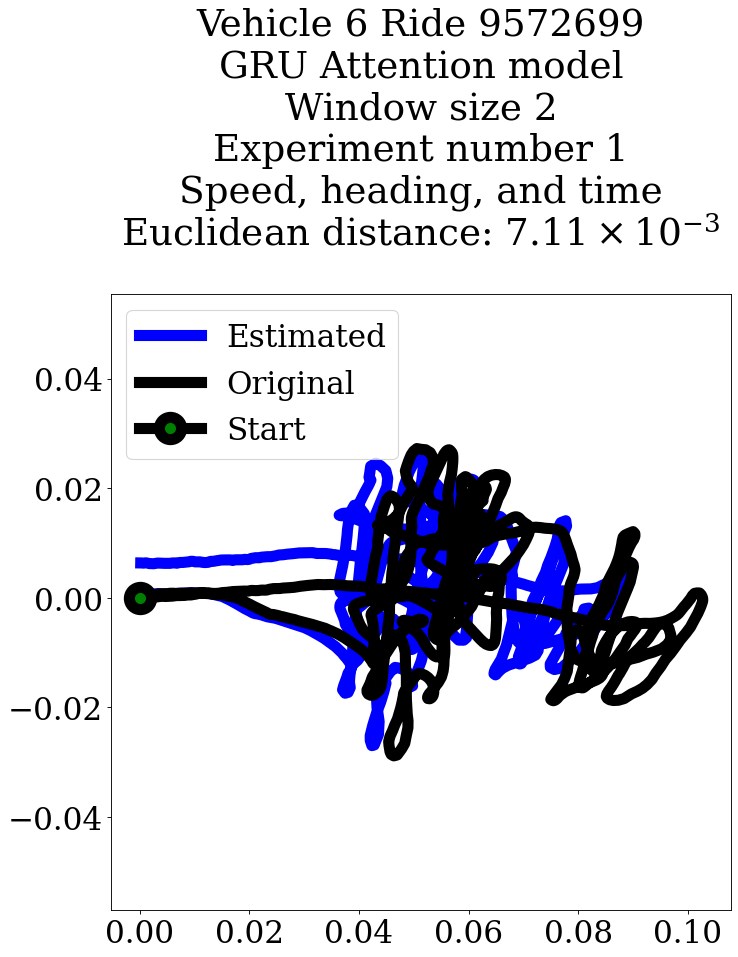 Vehicle 6 Ride 9572699
GRU Attention model
Window size 2
Experiment number 1
Speed, heading, and time
Euclidean distance: 7.11 × 10⁻³
Estimated
Original
Start
0.04
0.02
0.00
−0.02
−0.04
0.00 0.02 0.04 0.06 0.08 0.10